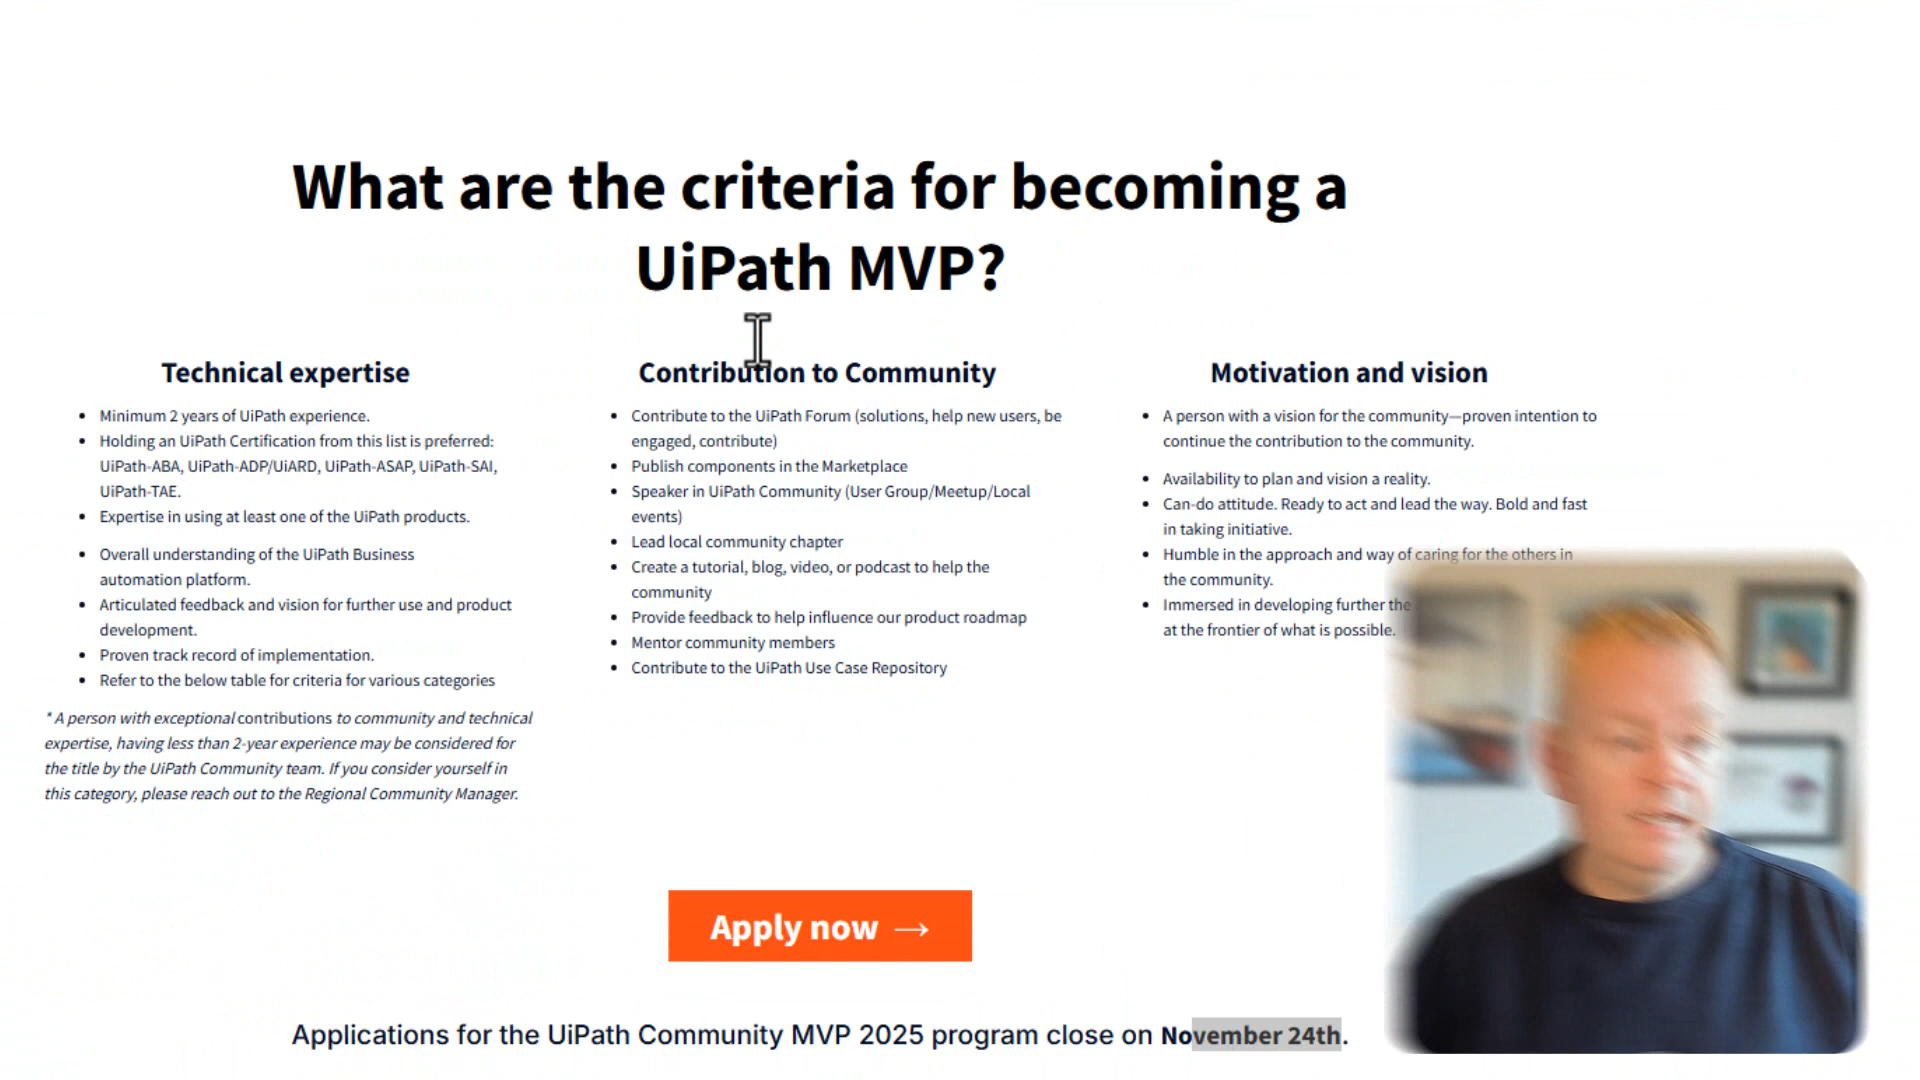 What are the criteria for becoming a
UiPath MVP?
Technical expertise
Minimum 2 years of UiPath experience.
Holding an UiPath Certification from this list is preferred:
UiPath-ABA, UiPath-ADP/UiARD, UiPath-ASAP, UiPath-SAI,
UiPath-TAE.
Expertise in using at least one of the UiPath products.
Overall understanding of the UiPath Business
automation platform.
Articulated feedback and vision for further use and product
development.
Proven track record of implementation.
Refer to the below table for criteria for various categories
* A person with exceptional contributions to community and technical
expertise, having less than 2-year experience may be considered for
the title by the UiPath Community team. If you consider yourself in
this category, please reach out to the Regional Community Manager.
Contribution to Community
Contribute to the UiPath Forum (solutions, help new users, be
engaged, contribute)
Publish components in the Marketplace
Speaker in UiPath Community (User Group/Meetup/Local
events)
Lead local community chapter
Create a tutorial, blog, video, or podcast to help the
community
Provide feedback to help influence our product roadmap
Mentor community members
Contribute to the UiPath Use Case Repository
Motivation and vision
A person with a vision for the community—proven intention to
continue the contribution to the community.
Availability to plan and vision a reality.
Can-do attitude. Ready to act and lead the way. Bold and fast
in taking initiative.
Humble in the approach and way of caring for the others in
the community.
Immersed in developing further the
at the frontier of what is possible.
Apply now →
Applications for the UiPath Community MVP 2025 program close on November 24th.